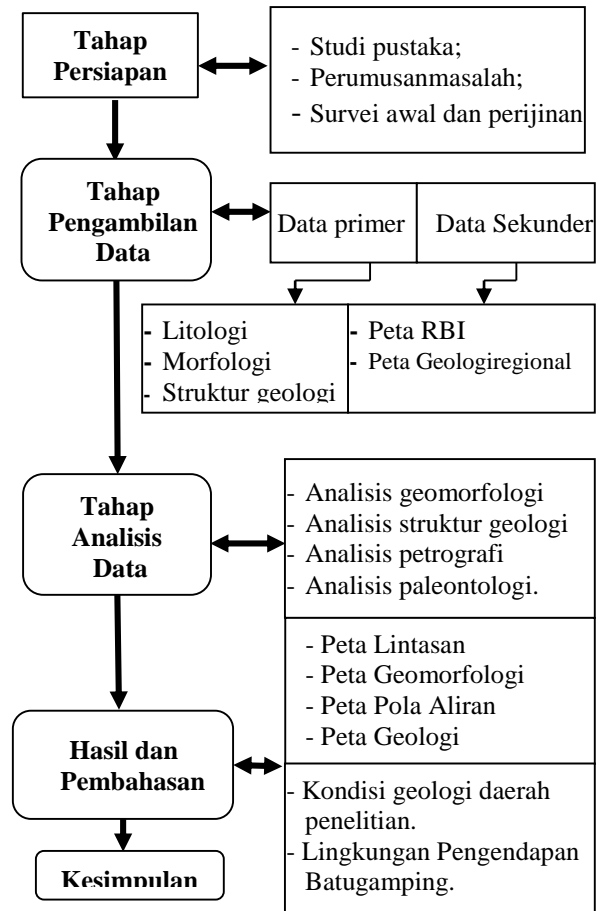 Tahap
Persiapan
- Studi pustaka;
- Perumusanmasalah;
- Survei awal dan perijinan
Tahap
Pengambilan
Data
Data primer
Data Sekunder
- Litologi
- Morfologi
- Struktur geologi
- Peta RBI
- Peta Geologiregional
Tahap
Analisis
Data
- Analisis geomorfologi
- Analisis struktur geologi
- Analisis petrografi
- Analisis paleontologi.
- Peta Lintasan
- Peta Geomorfologi
- Peta Pola Aliran
- Peta Geologi
Hasil dan
Pembahasan
- Kondisi geologi daerah
penelitian.
- Lingkungan Pengendapan
Batugamping.
Kesimpulan